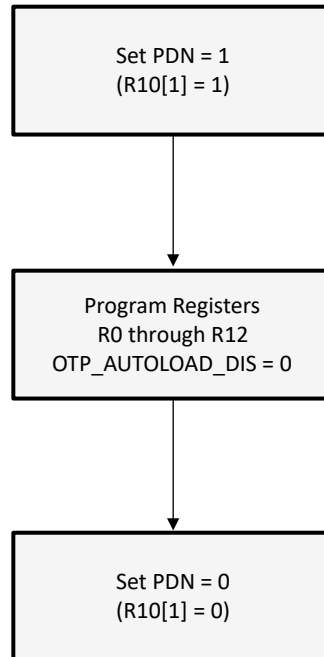 Set PDN = 1
(R10[1] = 1)
Program Registers
R0 through R12
OTP_AUTOLOAD_DIS = 0
Set PDN = 0
(R10[1] = 0)